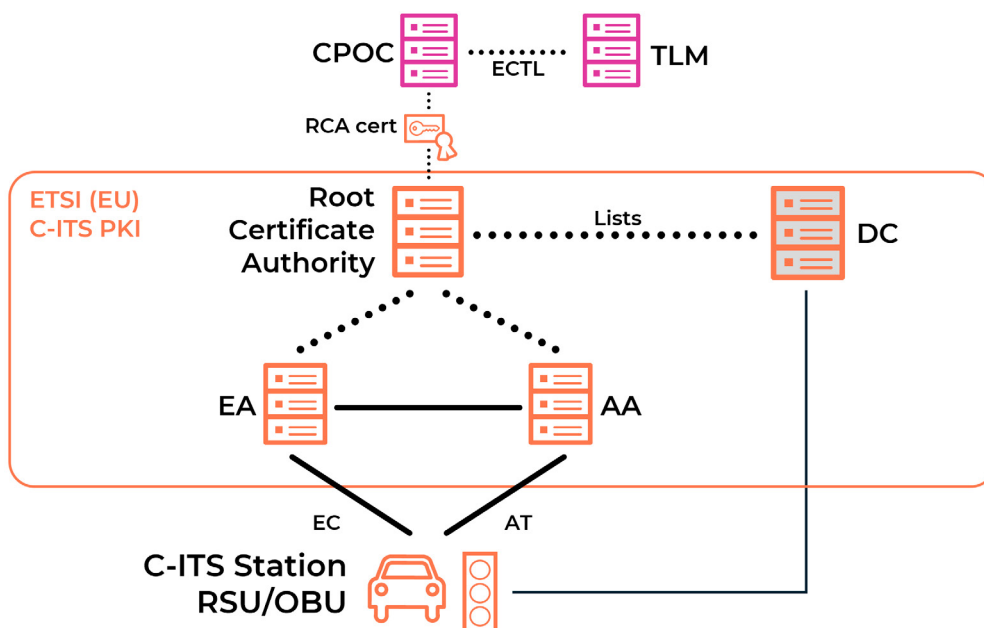 CPOC
ECTL
TLM
RCA cert
ETSI (EU)
C-ITS PKI
Root
Certificate
Authority
Lists
DC
EA
AA
EC
AT
C-ITS Station
RSU/OBU